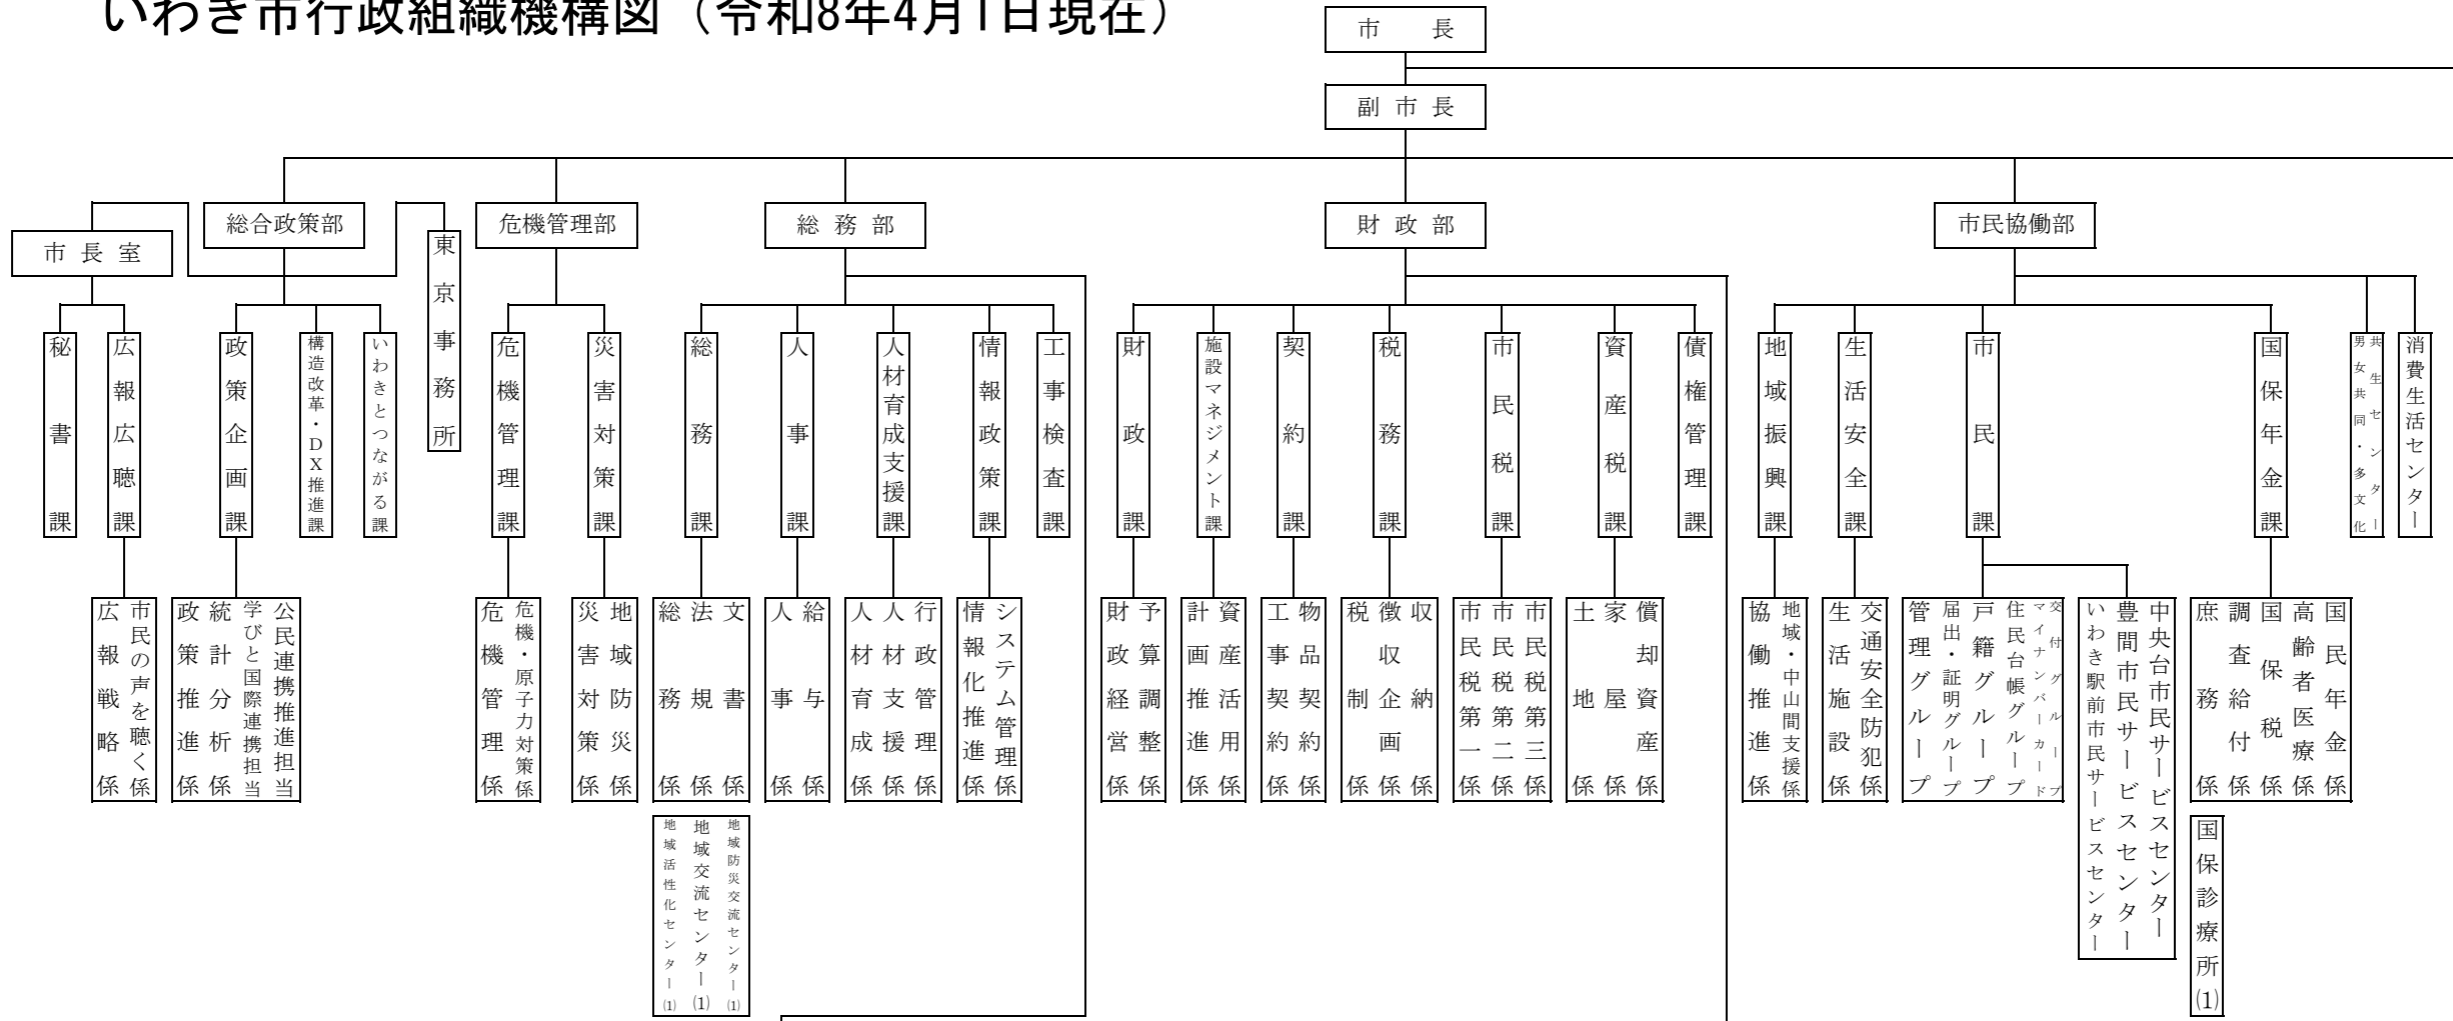 いわき市行政組織機構図（令和8年4月1日現在）
市長
副市長
総合政策部
危機管理部
総務部
財政部
市民協働部
市長室
東京事務所
秘書課
広報広聴課
政策企画課
構造改革・DX推進課
いわきとつながる課
危機管理課
災害対策課
総務課
人事課
人材育成支援課
情報政策課
工事検査課
財政課
施設マネジメント課
契約課
税務課
市民税課
資産税課
債権管理課
地域振興課
生活安全課
市民課
国保年金課
男女共同・多文化
共生センター
消費生活センター
広報戦略係
市民の声を聴く係
政策推進係
統計分析係
学びと国際連携担当
公民連携推進担当
危機管理係
危機・原子力対策係
災害対策係
地域防災係
総務係
法規係
文書係
人事係
給与係
人材育成係
人材支援係
行政管理係
情報化推進係
システム管理係
財政経営係
予算調整係
計画推進係
資産活用係
工事契約係
物品契約係
税制係
徴収企画係
収納係
市民税第一係
市民税第二係
市民税第三係
土地係
家屋係
償却資産係
協働推進係
地域・中山間支援係
生活施設係
交通安全防犯係
管理グループ
届出・証明グループ
戸籍グループ
住民台帳グループ
マイナンバーカード
交付グループ
いわき駅前市民サービスセンター
豊間市民サービスセンター
中央台市民サービスセンター
庶務係
調査給付係
国保税係
高齢者医療係
国民年金係
地域活性化センター(1)
地域交流センター(1)
地域防災交流センター(1)
国保診療所(1)